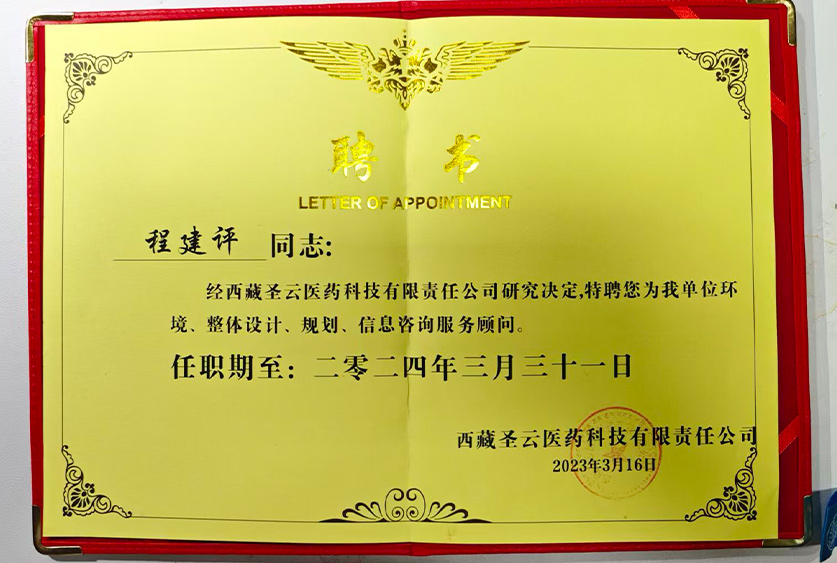 聘 书
LETTER OF APPOINTMENT
程建评 同志:
经西藏圣云医药科技有限责任公司研究决定,特聘您为我单位环
境、整体设计、规划、信息咨询服务顾问。
任职期至：二零二四年三月三十一日
西藏圣云医药科技有限责任公司
2023年3月16日